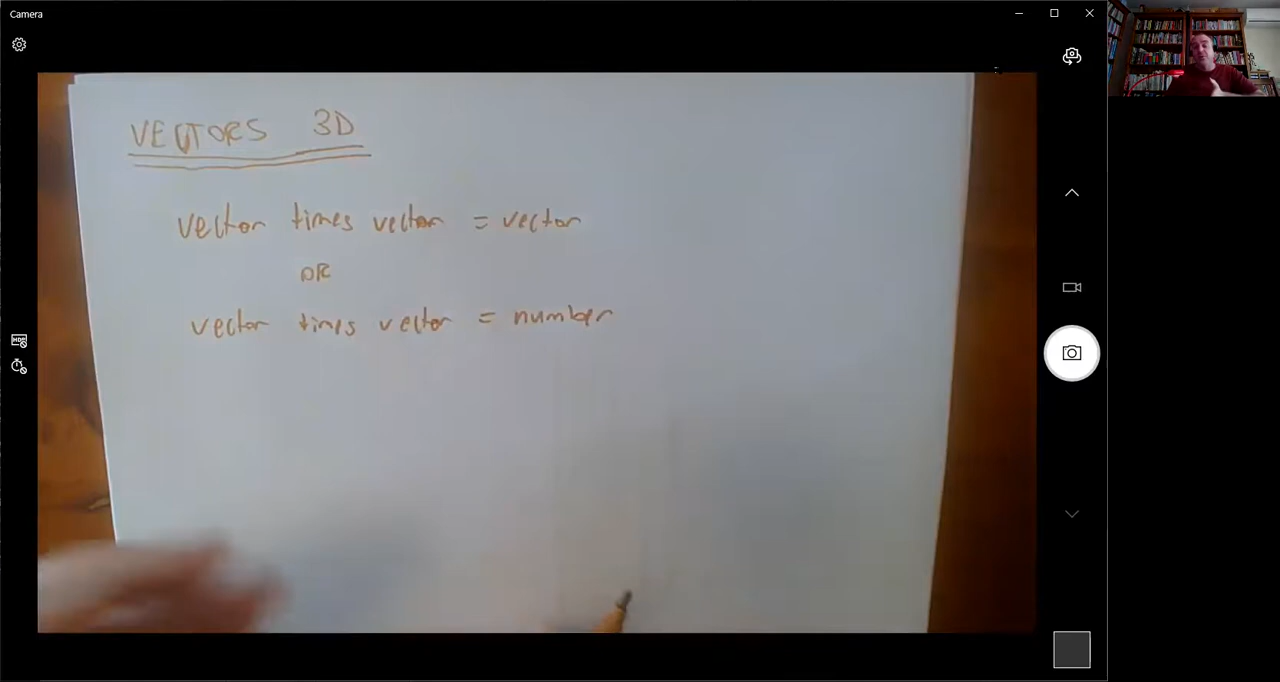 Camera
VECTORS 3D
vector times vector = vector
OR
vector times vector = number